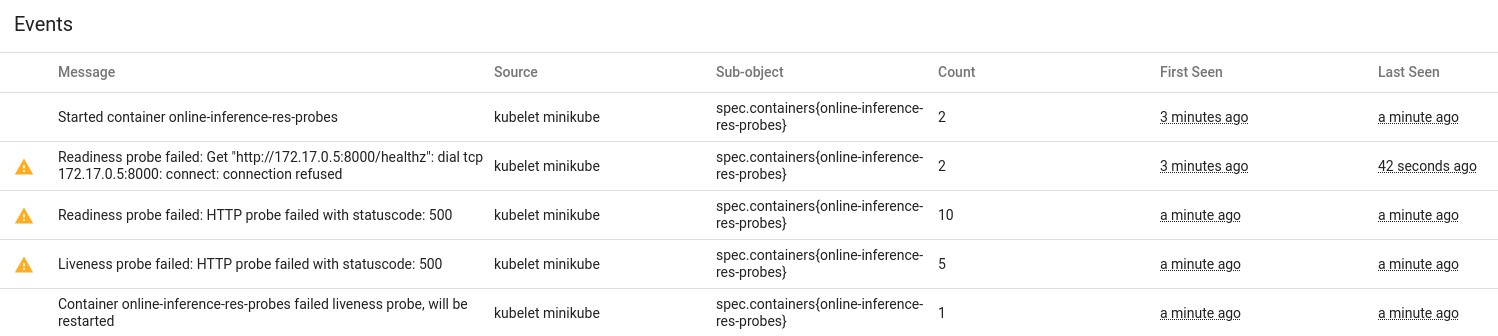 Events
Message Source Sub-object Count First Seen Last Seen
Started container online-inference-res-probes kubelet minikube spec.containers{online-inference-
res-probes} 2 3 minutes ago a minute ago
Readiness probe failed: Get "http://172.17.0.5:8000/healthz": dial tcp
172.17.0.5:8000: connect: connection refused kubelet minikube spec.containers{online-inference-
res-probes} 2 3 minutes ago 42 seconds ago
Readiness probe failed: HTTP probe failed with statuscode: 500 kubelet minikube spec.containers{online-inference-
res-probes} 10 a minute ago a minute ago
Liveness probe failed: HTTP probe failed with statuscode: 500 kubelet minikube spec.containers{online-inference-
res-probes} 5 a minute ago a minute ago
Container online-inference-res-probes failed liveness probe, will be
restarted kubelet minikube spec.containers{online-inference-
res-probes} 1 a minute ago a minute ago